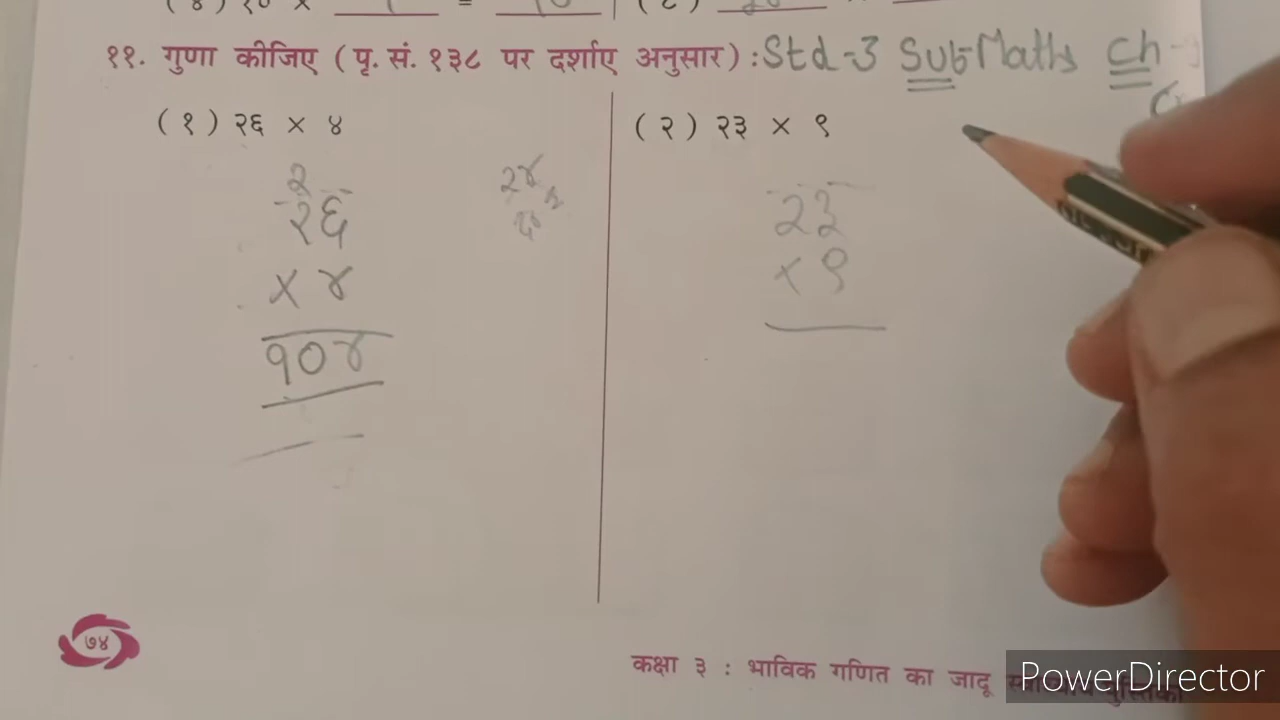 ११. गुणा कीजिए ( पृ. सं. १३८ पर दर्शाए अनुसार ) : Std-3 Sub-Maths Ch-
( १ ) २६ × ४
२
२६
× ४
१०४
२४
( २ ) २३ × ९
२३
× ९
७४
कक्षा ३ : भाविक गणित का जादू
PowerDirector